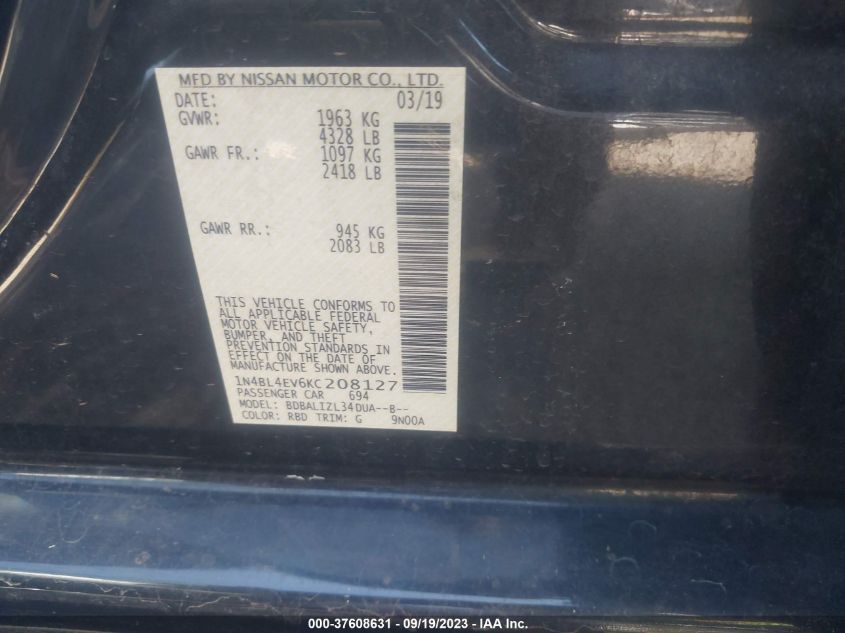 MFD BY NISSAN MOTOR CO., LTD.
DATE: 03/19
GVWR: 1963 KG
4328 LB
GAWR FR.: 1097 KG
2418 LB
GAWR RR.: 945 KG
2083 LB
THIS VEHICLE CONFORMS TO
ALL APPLICABLE FEDERAL
MOTOR VEHICLE SAFETY,
BUMPER, AND THEFT
PREVENTION STANDARDS IN
EFFECT ON THE DATE OF
MANUFACTURE SHOWN ABOVE.
1N4BL4EV6KC208127
PASSENGER CAR 694
MODEL: BDBALIZL34DUA--B--
COLOR: RBD TRIM: G 9N00A
000-37608631 - 09/19/2023 - IAA Inc.